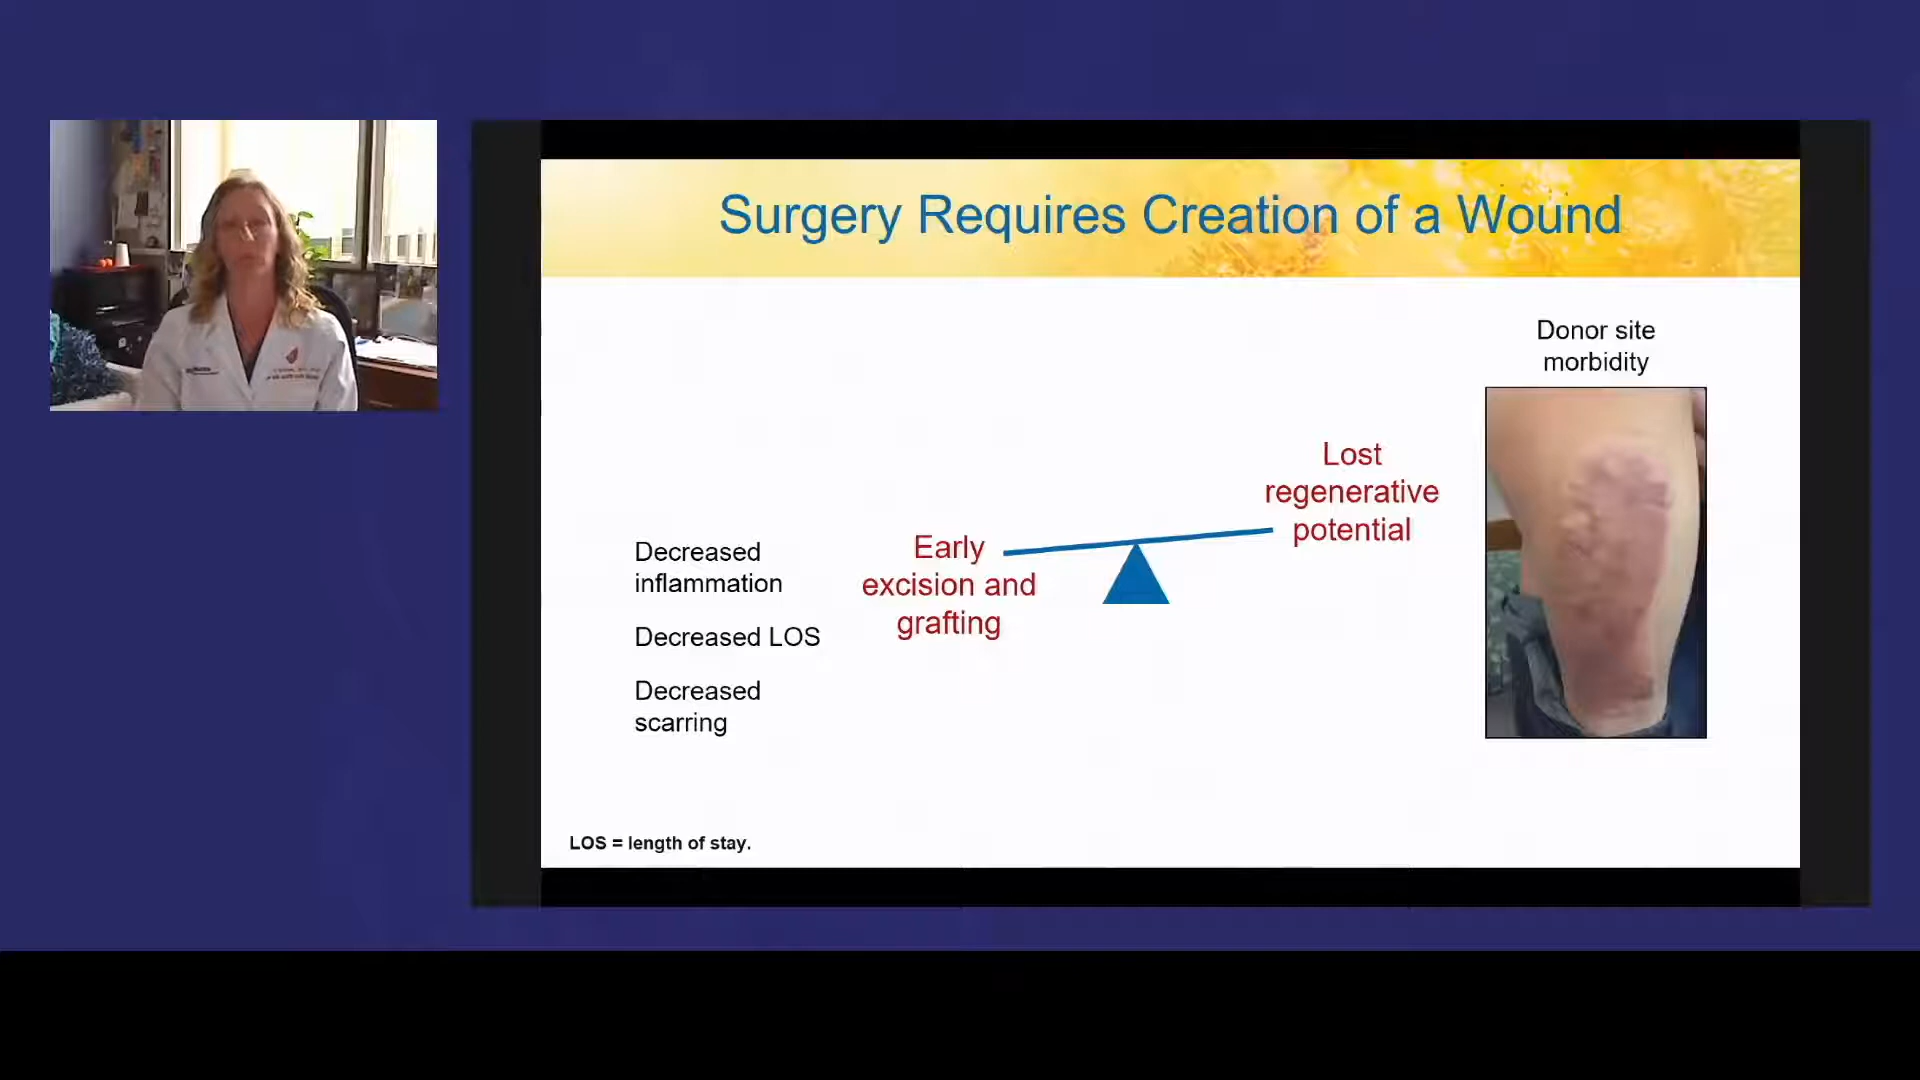 Surgery Requires Creation of a Wound
Donor site
morbidity
Lost
regenerative
potential
Early
excision and
grafting
Decreased
inflammation
Decreased LOS
Decreased
scarring
LOS = length of stay.